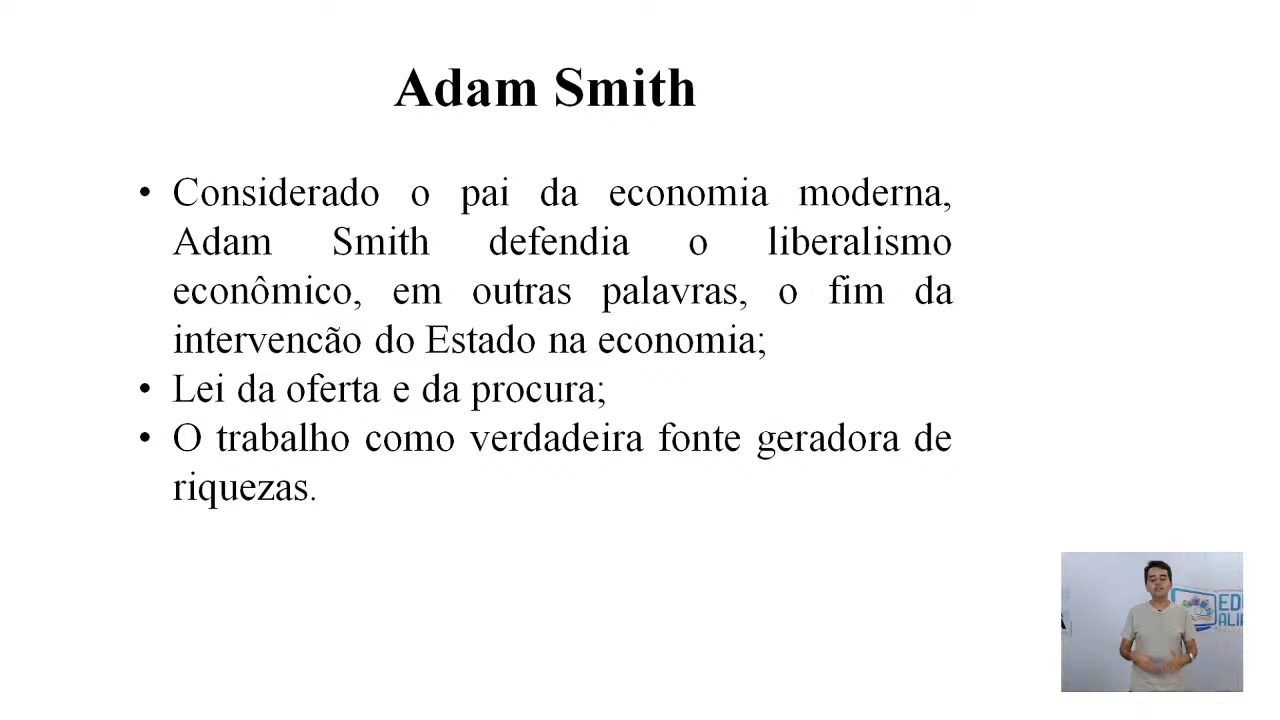 Adam Smith
• Considerado o pai da economia moderna,
Adam Smith defendia o liberalismo
econômico, em outras palavras, o fim da
intervencão do Estado na economia;
• Lei da oferta e da procura;
• O trabalho como verdadeira fonte geradora de
riquezas.